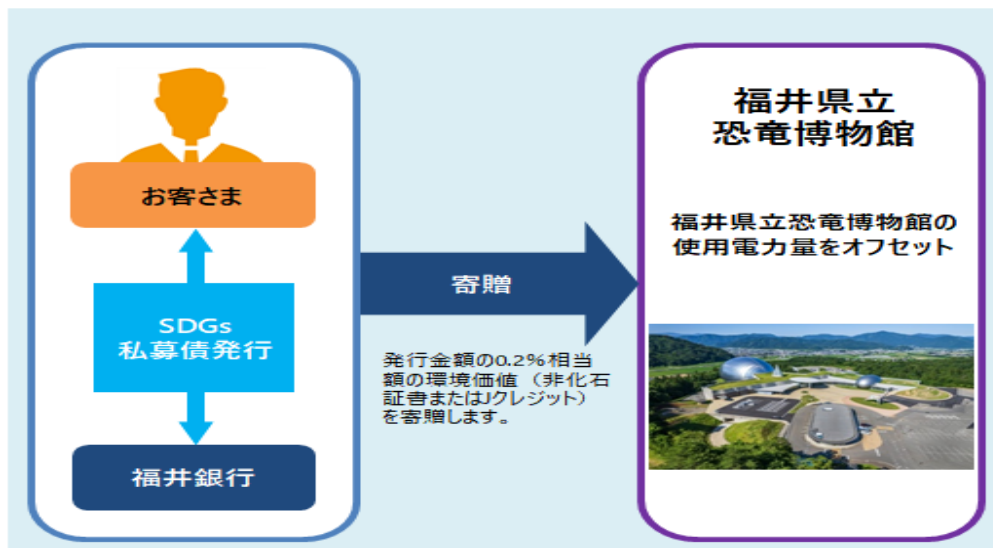 お客さま
SDGs
私募債発行
福井銀行
寄贈
発行金額の0.2%相当
額の環境価値（非化石
証書またはJクレジット）
を寄贈します。
福井県立
恐竜博物館
福井県立恐竜博物館の
使用電力量をオフセット